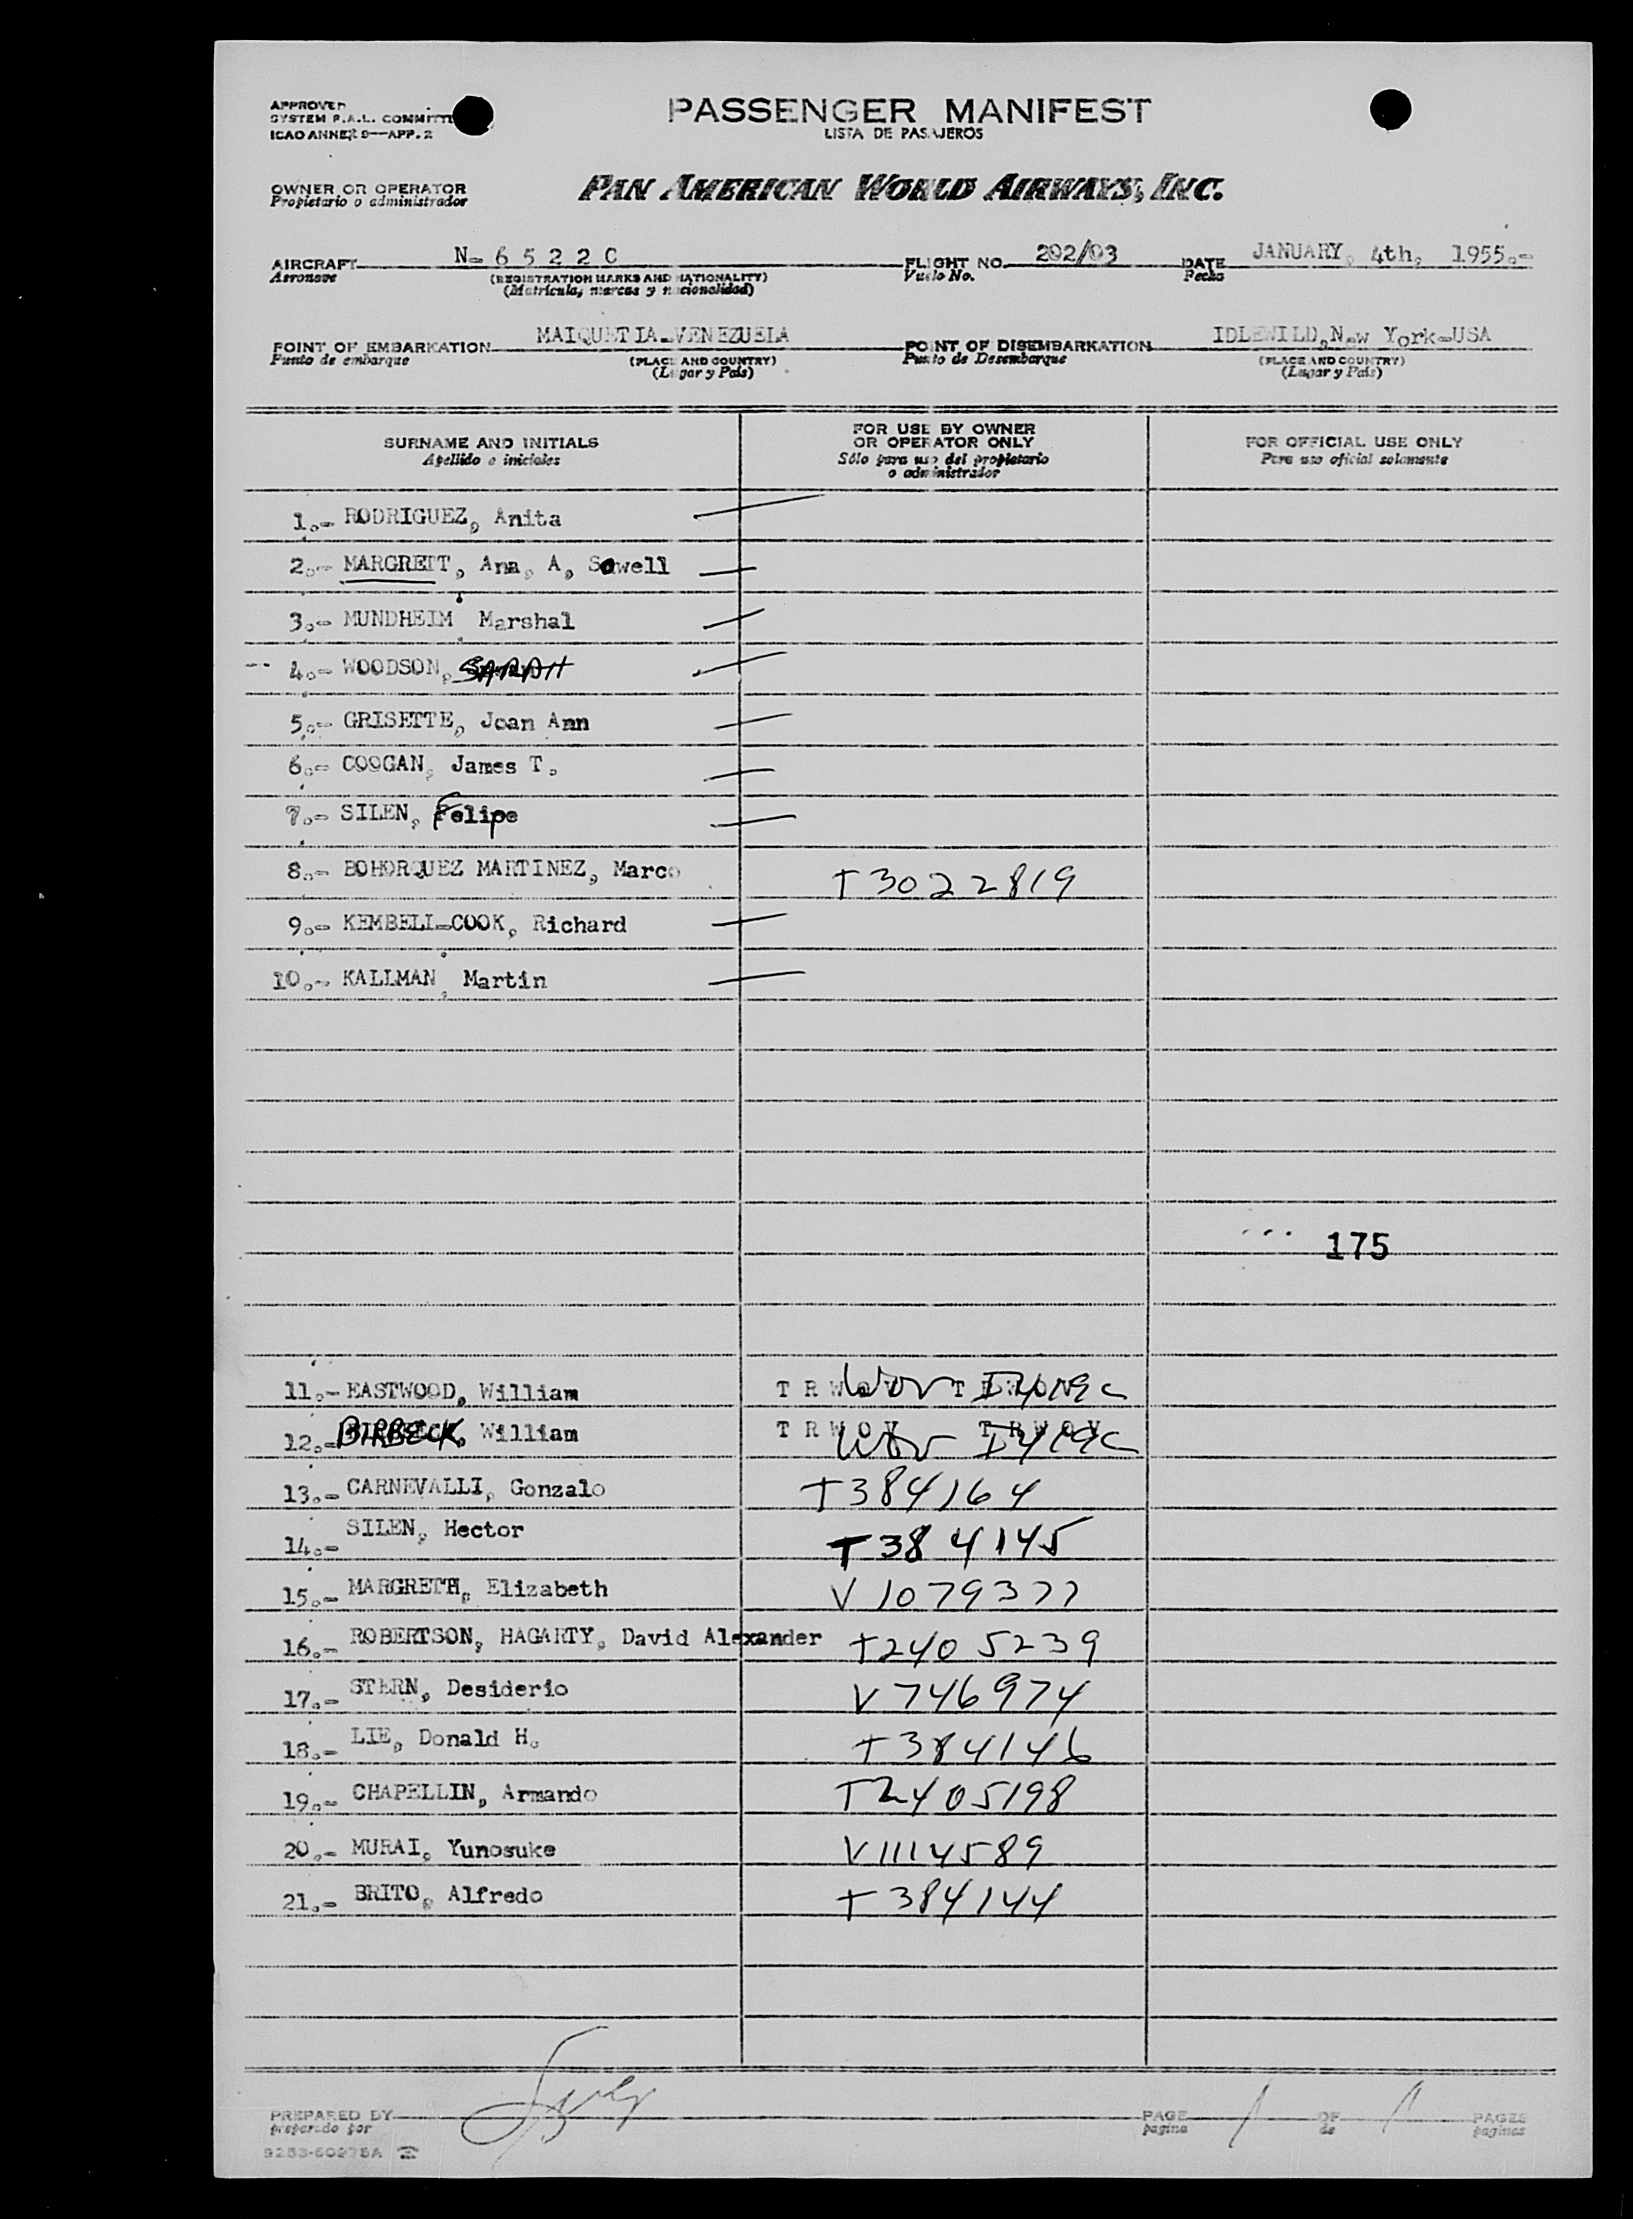 APPROVED
SYSTEM P.A.L. COMMITTEE
ICAO ANNEX 9—APP. 2
PASSENGER MANIFEST
LISTA DE PASAJEROS
OWNER OR OPERATOR
Propietario o administrador
PAN AMERICAN WORLD AIRWAYS, INC.
AIRCRAFT N-6522C FLIGHT NO. 202/03 DATE JANUARY, 4th, 1955.-
Aeronave (REGISTRATION MARKS AND NATIONALITY) Vuelo No. Fecha
(Matrícula, marcas y nacionalidad)
POINT OF EMBARKATION MAIQUETIA-VENEZUELA POINT OF DISEMBARKATION IDLEWILD, New York-USA
Punto de embarque (PLACE AND COUNTRY) Punto de Desembarque (PLACE AND COUNTRY)
(Lugar y País) (Lugar y País)
SURNAME AND INITIALS FOR USE BY OWNER OR OPERATOR ONLY FOR OFFICIAL USE ONLY
Apellido e iniciales Sólo para uso del propietario o administrador Para uso oficial solamente
1.- RODRIGUEZ, Anita
2.- MARGRETT, Ana, A, Sowell
3.- MUNDHEIM, Marshal
4.- WOODSON, SARAH
5.- GRISETTE, Joan Ann
6.- COOGAN, James T.
7.- SILEN, Felipe
8.- BOHORQUEZ MARTINEZ, Marco T3022819
9.- KEMBELL-COOK, Richard
10.- KALLMAN, Martin
175
11.- EASTWOOD, William TRWOV
12.- BIRBECK, William TRWOV TRWOV
13.- CARNEVALLI, Gonzalo T384164
14.- SILEN, Hector T384145
15.- MARGRETH, Elizabeth V1079377
16.- ROBERTSON, HAGARTY, David Alexander T2405239
17.- STERN, Desiderio V746974
18.- LIE, Donald H. T384146
19.- CHAPELLIN, Armando T2405198
20.- MURAI, Yunosuke V1114589
21.- BRITO, Alfredo T384144
PREPARED BY PAGE 1 OF 1 PAGES
preparado por pagina de paginas